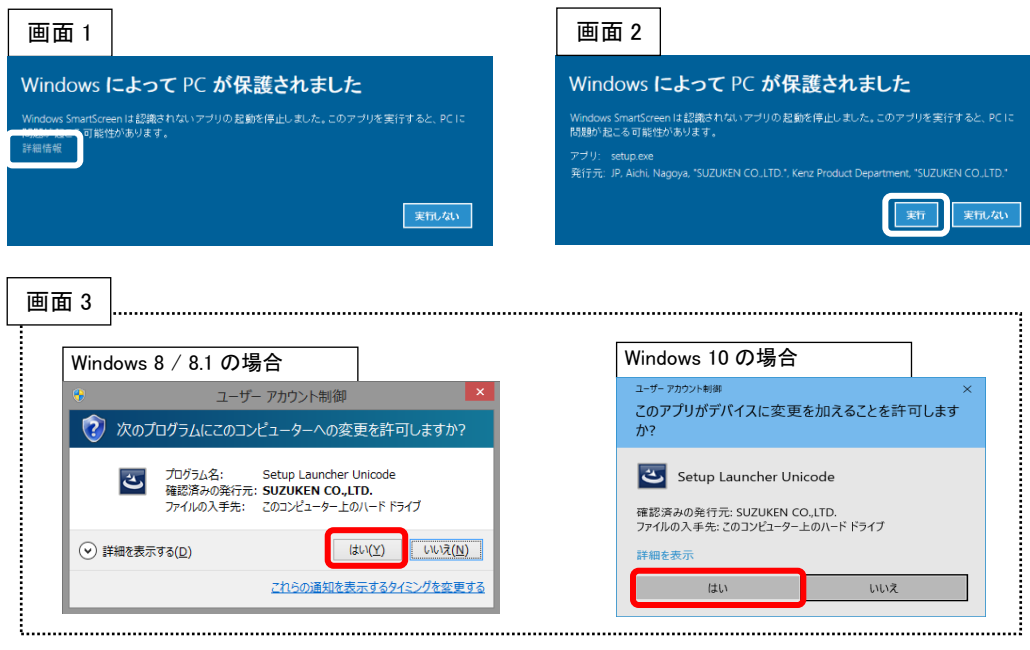 画面 1
Windows によって PC が保護されました
Windows SmartScreen は認識されないアプリの起動を停止しました。このアプリを実行すると、PC に
問題が起こる可能性があります。
詳細情報
実行しない
画面 2
Windows によって PC が保護されました
Windows SmartScreen は認識されないアプリの起動を停止しました。このアプリを実行すると、PC に
問題が起こる可能性があります。
アプリ: setup.exe
発行元: JP, Aichi, Nagoya, "SUZUKEN CO.,LTD.", Kenz Product Department, "SUZUKEN CO.,LTD."
実行 実行しない
画面 3
Windows 8 / 8.1 の場合
ユーザー アカウント制御
次のプログラムにこのコンピューターへの変更を許可しますか?
プログラム名: Setup Launcher Unicode
確認済みの発行元: SUZUKEN CO.,LTD.
ファイルの入手先: このコンピューター上のハード ドライブ
詳細を表示する(D) はい(Y) いいえ(N)
これらの通知を表示するタイミングを変更する
Windows 10 の場合
ユーザー アカウント制御
このアプリがデバイスに変更を加えることを許可します
か?
Setup Launcher Unicode
確認済みの発行元: SUZUKEN CO.,LTD.
ファイルの入手先: このコンピューター上のハード ドライブ
詳細を表示
はい いいえ